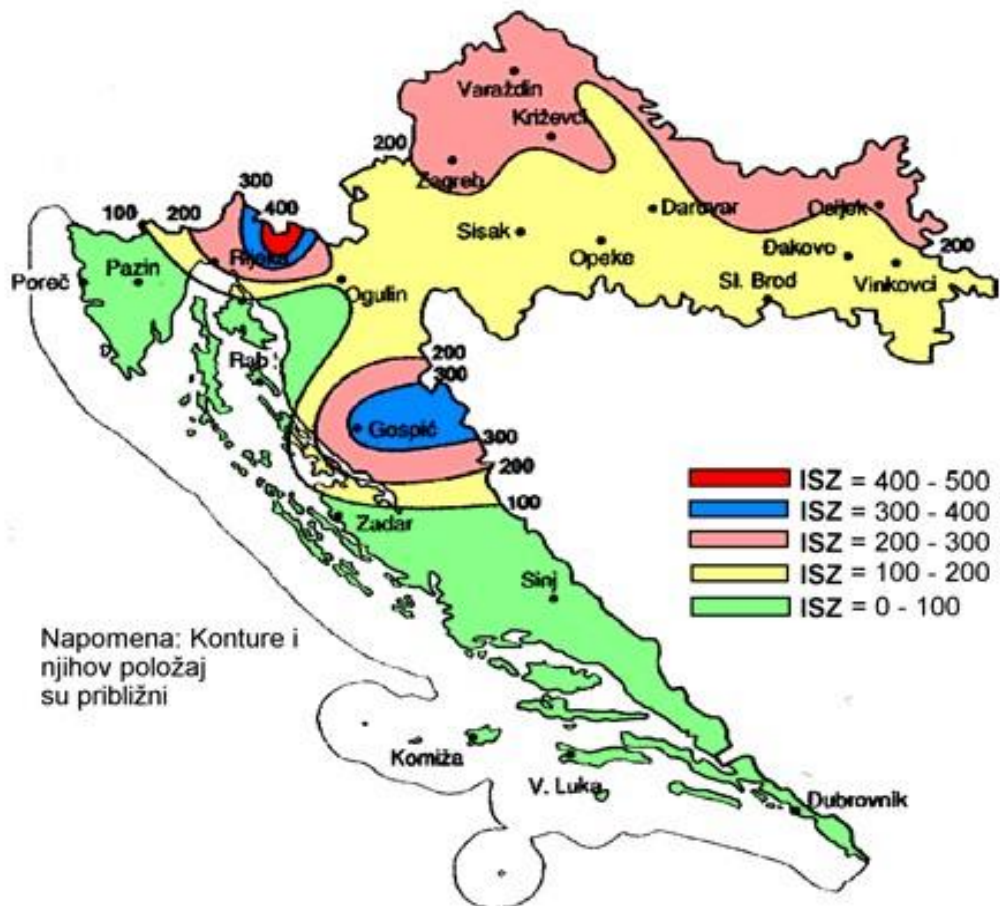 Varaždin
Križevci
200
Zagreb
300
400
100
200
Rijeka
Daruvar
Osijek
Sisak
Opeke
Đakovo
200
Poreč
Pazin
Ogulin
Sl. Brod
Vinkovci
Rab
200
300
Gospić
300
200
100
Zadar
Sinj
ISZ = 400 - 500
ISZ = 300 - 400
ISZ = 200 - 300
ISZ = 100 - 200
ISZ = 0 - 100
Napomena: Konture i
njihov položaj
su približni
Komiža
V. Luka
Dubrovnik